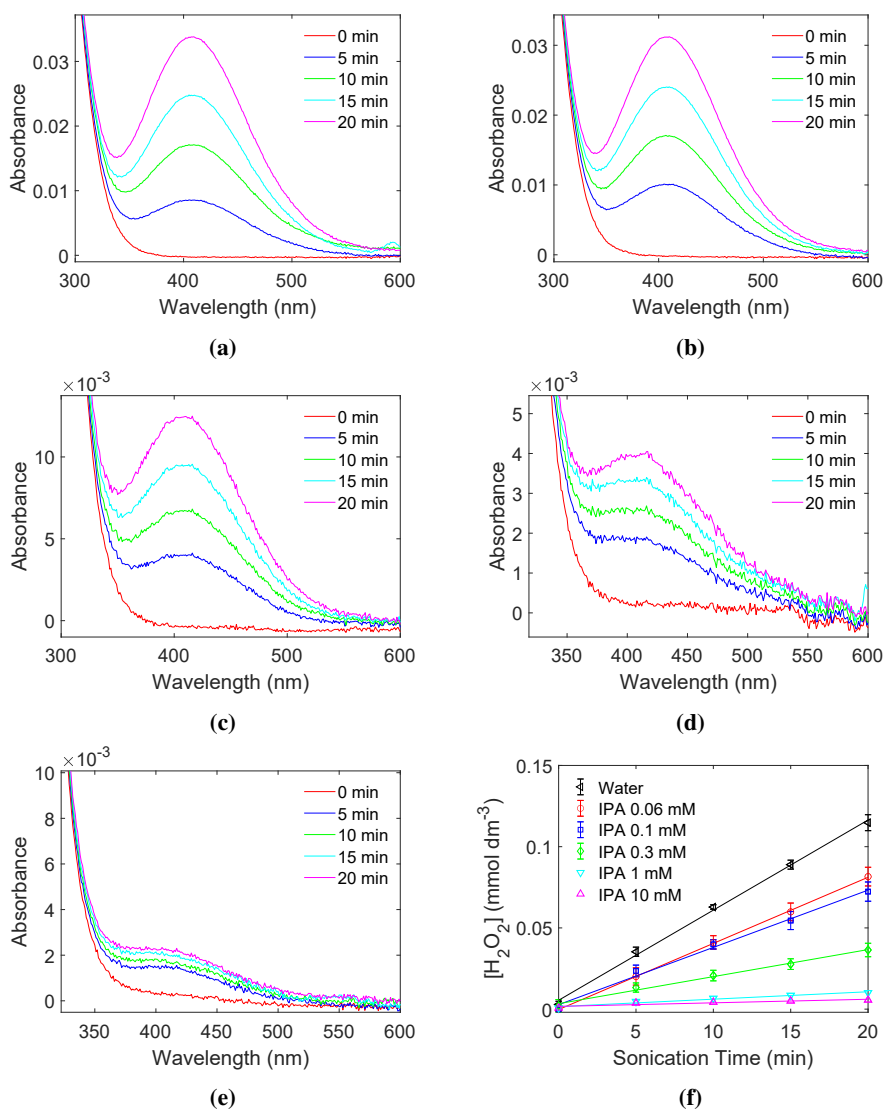 0.03
0.02
0.01
0
Absorbance
0 min
5 min
10 min
15 min
20 min
300
400
500
600
Wavelength (nm)
(a)
0.03
0.02
0.01
0
Absorbance
0 min
5 min
10 min
15 min
20 min
300
400
500
600
Wavelength (nm)
(b)
×10⁻³
10
5
0
Absorbance
0 min
5 min
10 min
15 min
20 min
300
400
500
600
Wavelength (nm)
(c)
×10⁻³
5
4
3
2
1
0
Absorbance
0 min
5 min
10 min
15 min
20 min
350
400
450
500
550
600
Wavelength (nm)
(d)
×10⁻³
10
8
6
4
2
0
Absorbance
0 min
5 min
10 min
15 min
20 min
350
400
450
500
550
600
Wavelength (nm)
(e)
0.15
0.1
0.05
0
[H₂O₂] (mmol dm⁻³)
Water
IPA 0.06 mM
IPA 0.1 mM
IPA 0.3 mM
IPA 1 mM
IPA 10 mM
0
5
10
15
20
Sonication Time (min)
(f)